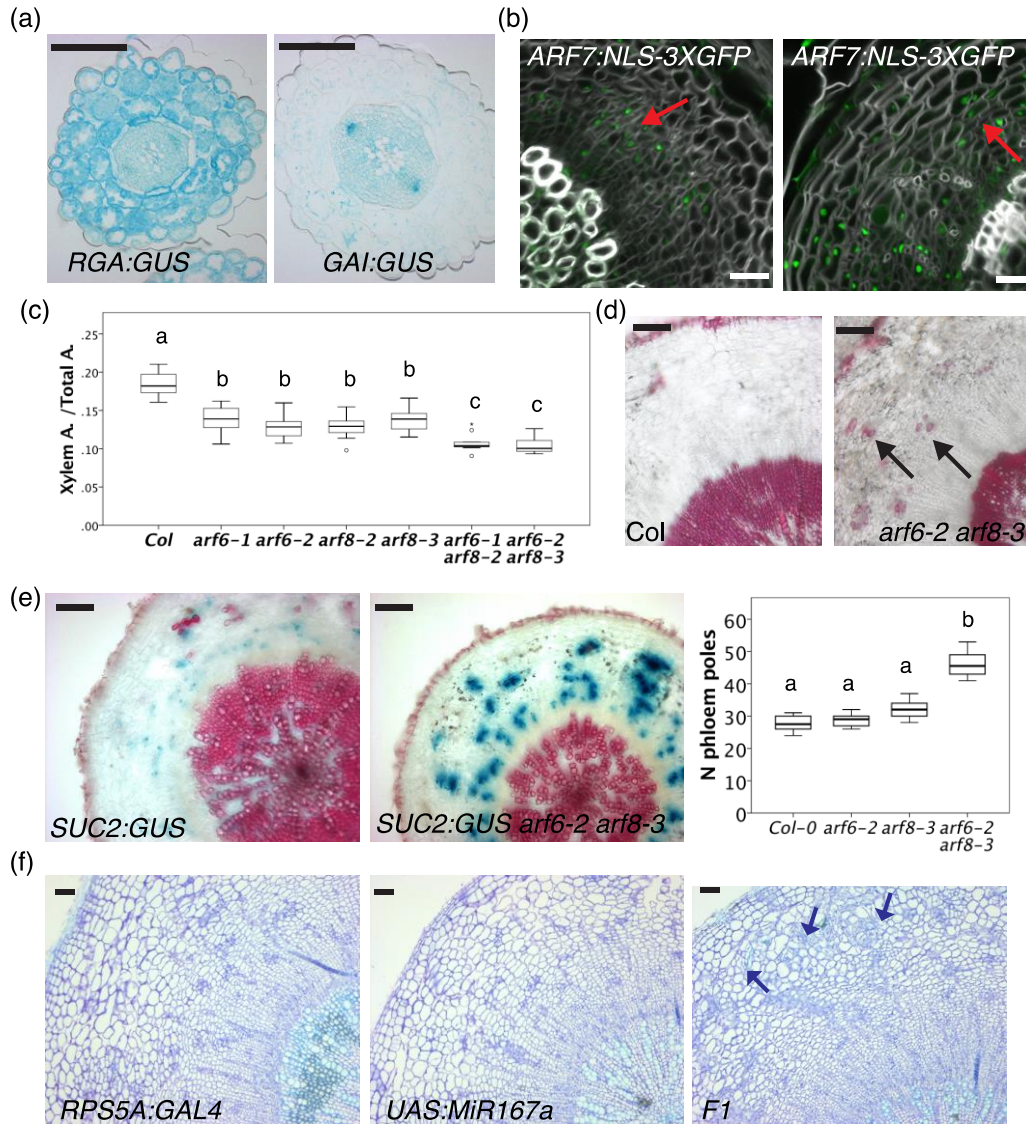 (a)
RGA:GUS
GAI:GUS
(b)
ARF7:NLS-3XGFP
ARF7:NLS-3XGFP
(c)
Xylem A. /Total A.
.25
.20
.15
.10
.05
.00
a
b
b
b
b
c
c
*
Col
arf6-1
arf6-2
arf8-2
arf8-3
arf6-1
arf8-2
arf6-2
arf8-3
(d)
Col
arf6-2 arf8-3
(e)
SUC2:GUS
SUC2:GUS arf6-2 arf8-3
N phloem poles
60
50
40
30
20
10
0
a
a
a
b
Col-0
arf6-2
arf8-3
arf6-2
arf8-3
(f)
RPS5A:GAL4
UAS:MiR167a
F1